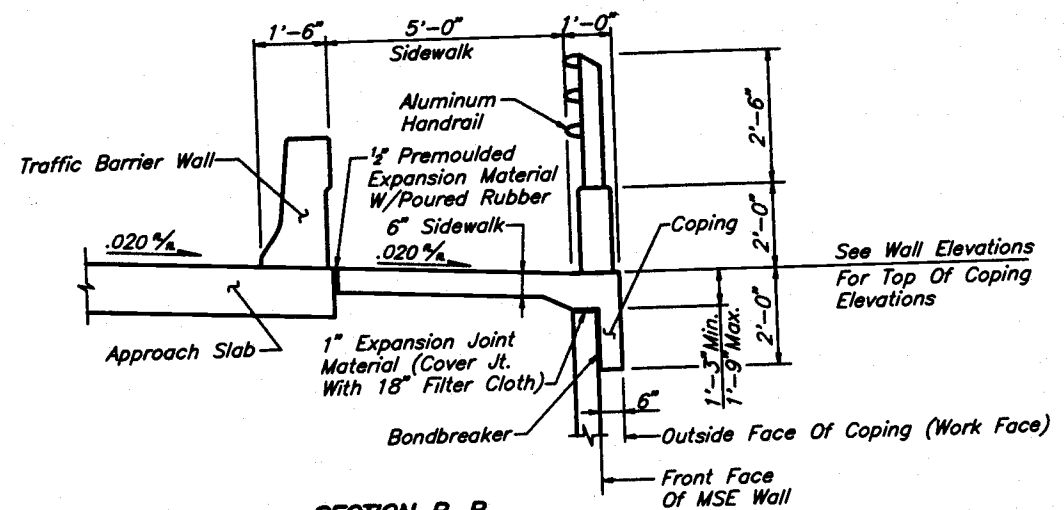 1'-6"
5'-0"
1'-0"
Sidewalk
Aluminum
Handrail
2'-6"
Traffic Barrier Wall
½" Premoulded
Expansion Material
W/Poured Rubber
6" Sidewalk
Coping
2'-0"
.020
.020
See Wall Elevations
For Top Of Coping
Elevations
1'-3" Min.
1'-9" Max.
2'-0"
Approach Slab
1" Expansion Joint
Material (Cover Jt.
With 18" Filter Cloth)
6"
Bondbreaker
Outside Face Of Coping (Work Face)
Front Face
Of MSE Wall